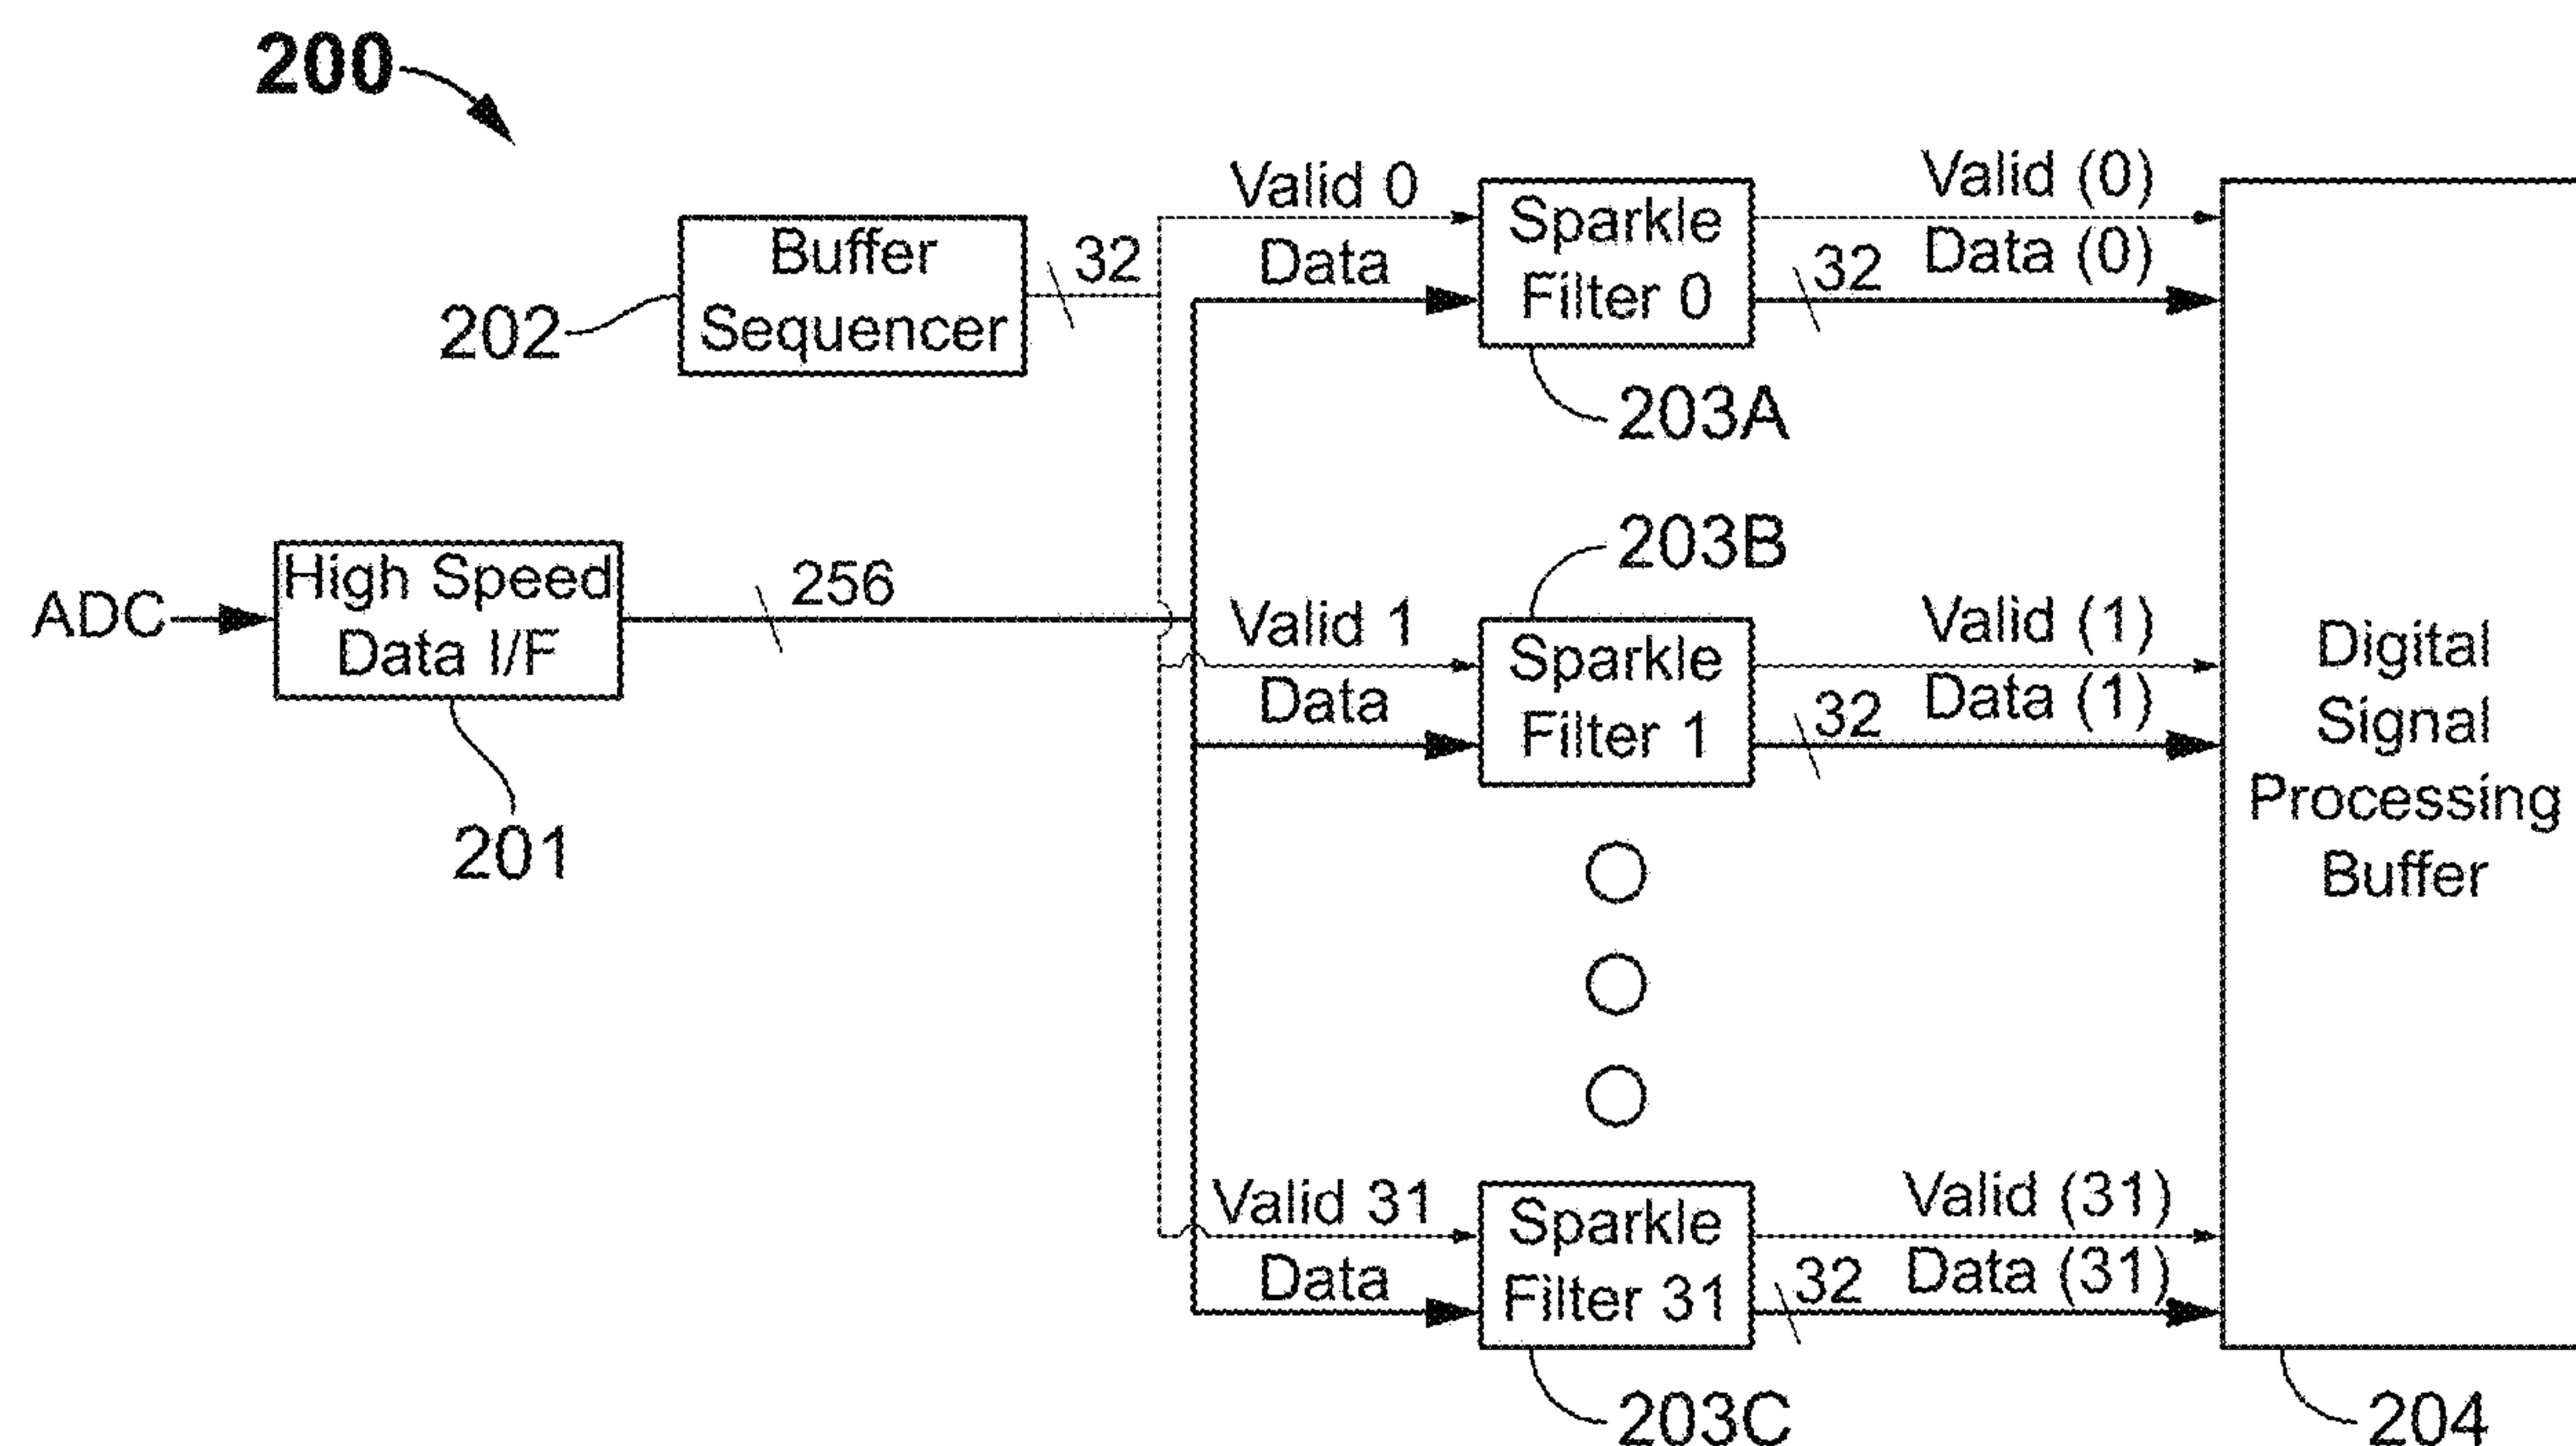 200
Buffer
Sequencer
32
202
ADC
High Speed
Data I/F
256
201
Valid 0
Data
Sparkle
Filter 0
Valid (0)
Data (0)
32
203A
203B
Valid 1
Data
Sparkle
Filter 1
Valid (1)
Data (1)
32
Valid 31
Data
Sparkle
Filter 31
Valid (31)
Data (31)
32
203C
Digital
Signal
Processing
Buffer
204